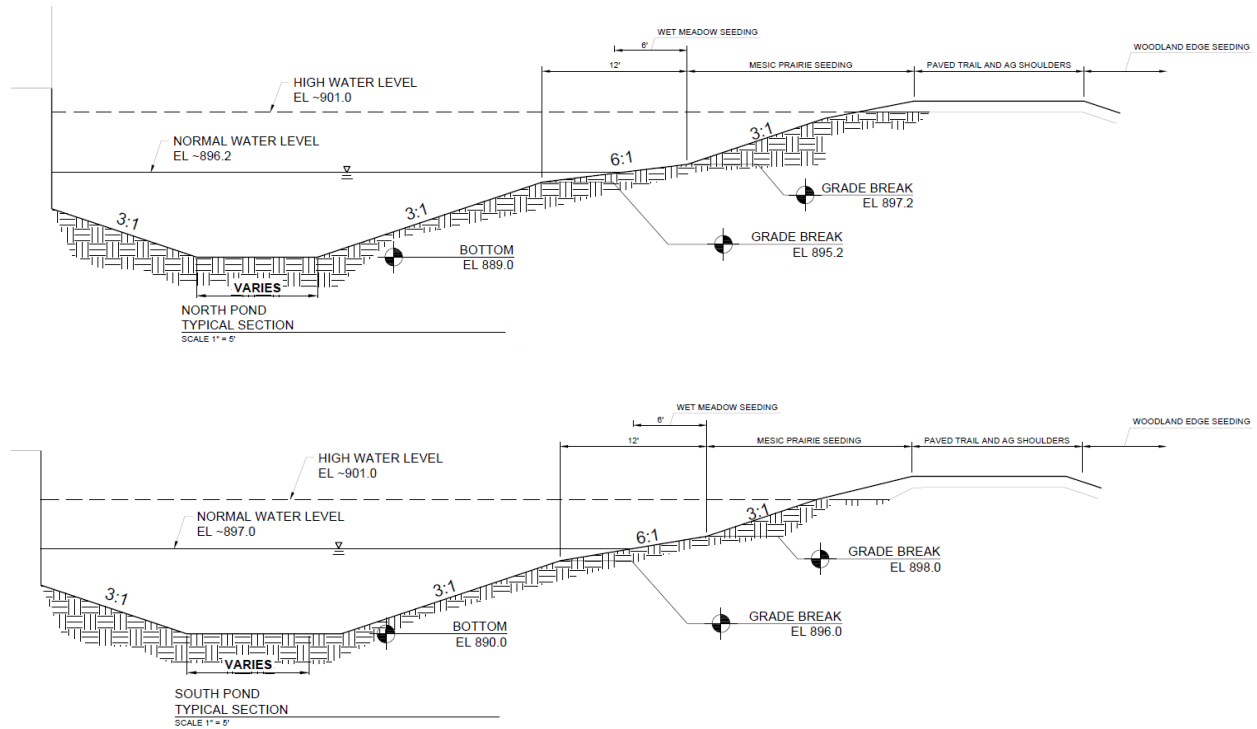 WET MEADOW SEEDING
6'
WOODLAND EDGE SEEDING
12'
MESIC PRAIRIE SEEDING
PAVED TRAIL AND AG SHOULDERS
HIGH WATER LEVEL
EL ~901.0
NORMAL WATER LEVEL
EL ~896.2
3:1
6:1
3:1
3:1
GRADE BREAK
EL 897.2
GRADE BREAK
EL 895.2
BOTTOM
EL 889.0
VARIES
NORTH POND
TYPICAL SECTION
SCALE 1" = 5'
WET MEADOW SEEDING
6'
WOODLAND EDGE SEEDING
12'
MESIC PRAIRIE SEEDING
PAVED TRAIL AND AG SHOULDERS
HIGH WATER LEVEL
EL ~901.0
NORMAL WATER LEVEL
EL ~897.0
3:1
6:1
GRADE BREAK
EL 898.0
3:1
3:1
GRADE BREAK
EL 896.0
BOTTOM
EL 890.0
VARIES
SOUTH POND
TYPICAL SECTION
SCALE 1" = 5'